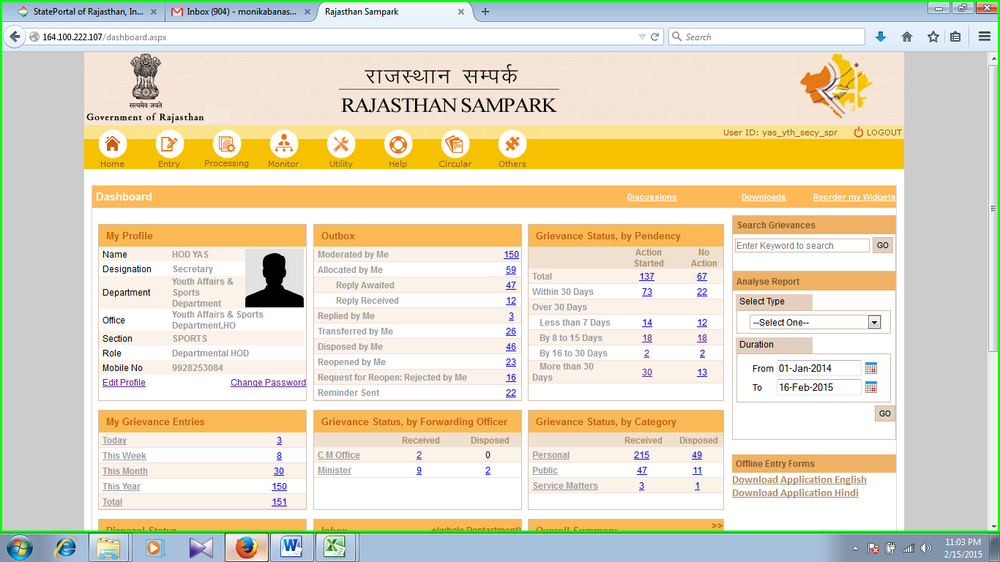 StatePortal of Rajasthan, In...
Inbox (904) - monikabanas...
Rajasthan Sampark
164.100.222.107/dashboard.aspx
Search
सत्यमेव जयते
Government of Rajasthan
राजस्थान सम्पर्क
RAJASTHAN SAMPARK
User ID: yas_yth_secy_spr
LOGOUT
Home
Entry
Processing
Monitor
Utility
Help
Circular
Others
Dashboard
Discussions
Downloads
Reorder my Widgets
My Profile
Name HOD YAS
Designation Secretary
Department Youth Affairs &
Sports
Department
Office Youth Affairs & Sports
Department,HO
Section SPORTS
Role Departmental HOD
Mobile No 9928253084
Edit Profile Change Password
Outbox
Moderated by Me 150
Allocated by Me 59
Reply Awaited 47
Reply Received 12
Replied by Me 3
Transferred by Me 26
Disposed by Me 46
Reopened by Me 23
Request for Reopen: Rejected by Me 16
Reminder Sent 22
Grievance Status, by Pendency
Action Started No Action
Total 137 67
Within 30 Days 73 22
Over 30 Days
Less than 7 Days 14 12
By 8 to 15 Days 18 18
By 16 to 30 Days 2 2
More than 30
Days 30 13
Search Grievances
Enter Keyword to search GO
Analyse Report
Select Type
--Select One--
Duration
From 01-Jan-2014
To 16-Feb-2015
GO
My Grievance Entries
Today 3
This Week 8
This Month 30
This Year 150
Total 151
Grievance Status, by Forwarding Officer
Received Disposed
C M Office 2 0
Minister 9 2
Grievance Status, by Category
Received Disposed
Personal 215 49
Public 47 11
Service Matters 3 1
Offline Entry Forms
Download Application English
Download Application Hindi
Disposal Status
Inbox +(whole Deptartment)
Overall Summary >>
11:03 PM
2/15/2015